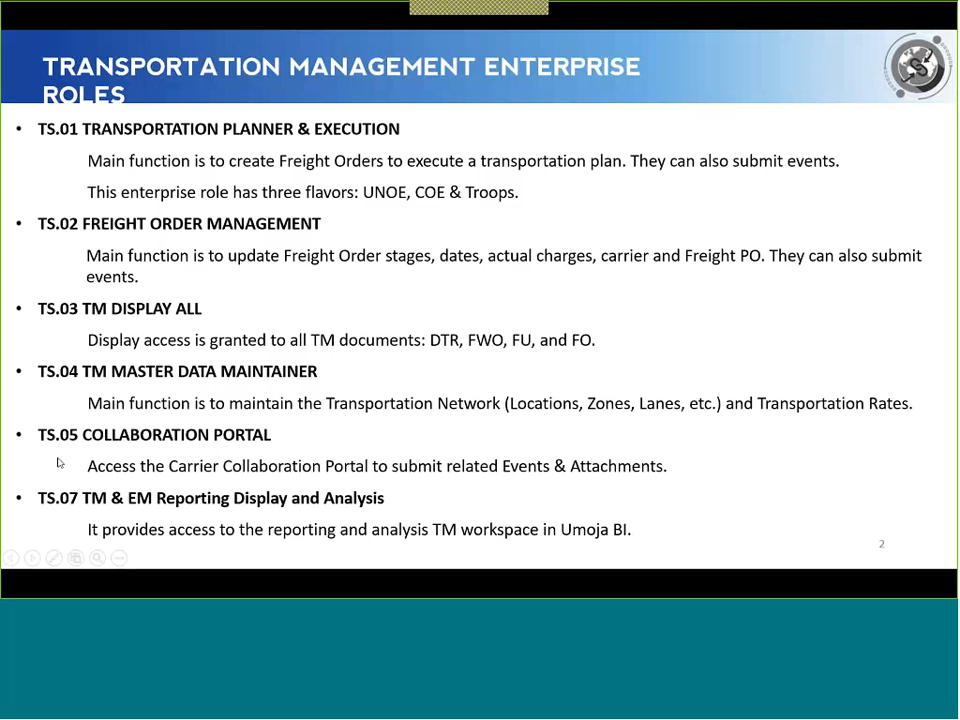 TRANSPORTATION MANAGEMENT ENTERPRISE
ROLES
• TS.01 TRANSPORTATION PLANNER & EXECUTION
Main function is to create Freight Orders to execute a transportation plan. They can also submit events.
This enterprise role has three flavors: UNOE, COE & Troops.
• TS.02 FREIGHT ORDER MANAGEMENT
Main function is to update Freight Order stages, dates, actual charges, carrier and Freight PO. They can also submit
events.
• TS.03 TM DISPLAY ALL
Display access is granted to all TM documents: DTR, FWO, FU, and FO.
• TS.04 TM MASTER DATA MAINTAINER
Main function is to maintain the Transportation Network (Locations, Zones, Lanes, etc.) and Transportation Rates.
• TS.05 COLLABORATION PORTAL
Access the Carrier Collaboration Portal to submit related Events & Attachments.
• TS.07 TM & EM Reporting Display and Analysis
It provides access to the reporting and analysis TM workspace in Umoja BI.
2